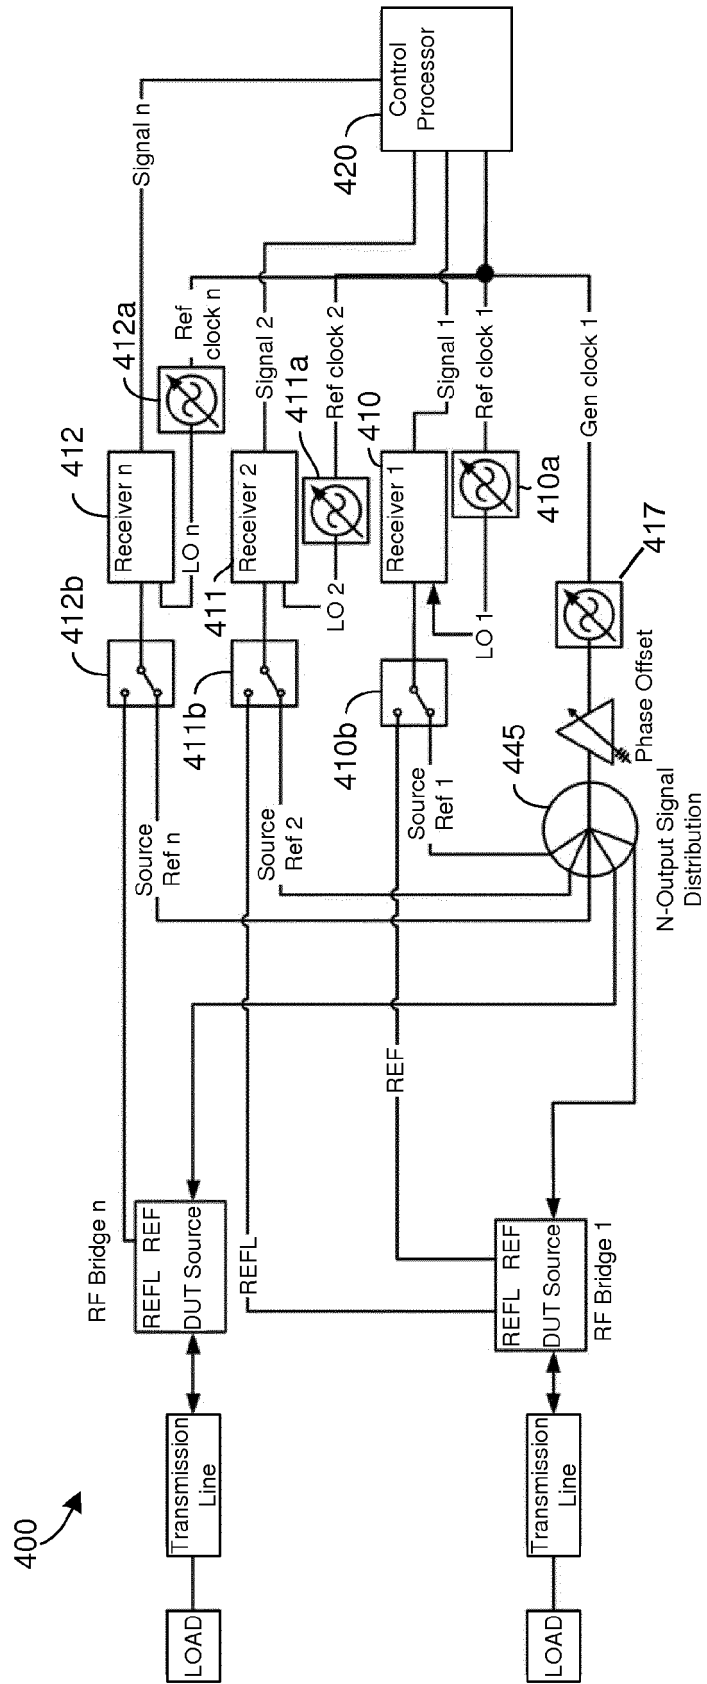 400
LOAD
Transmission
Line
RF Bridge n
REFL REF
DUT Source
Source
Ref n
412b
Receiver n
412
LO n
412a
Ref
clock n
Signal n
REFL
Source
Ref 2
411b
411
Receiver 2
LO 2
411a
Signal 2
Ref clock 2
420
Control
Processor
REF
Source
Ref 1
410b
Receiver 1
410
LO 1
410a
Signal 1
Ref clock 1
LOAD
Transmission
Line
REFL REF
DUT Source
RF Bridge 1
445
N-Output Signal
Distribution
Phase Offset
417
Gen clock 1